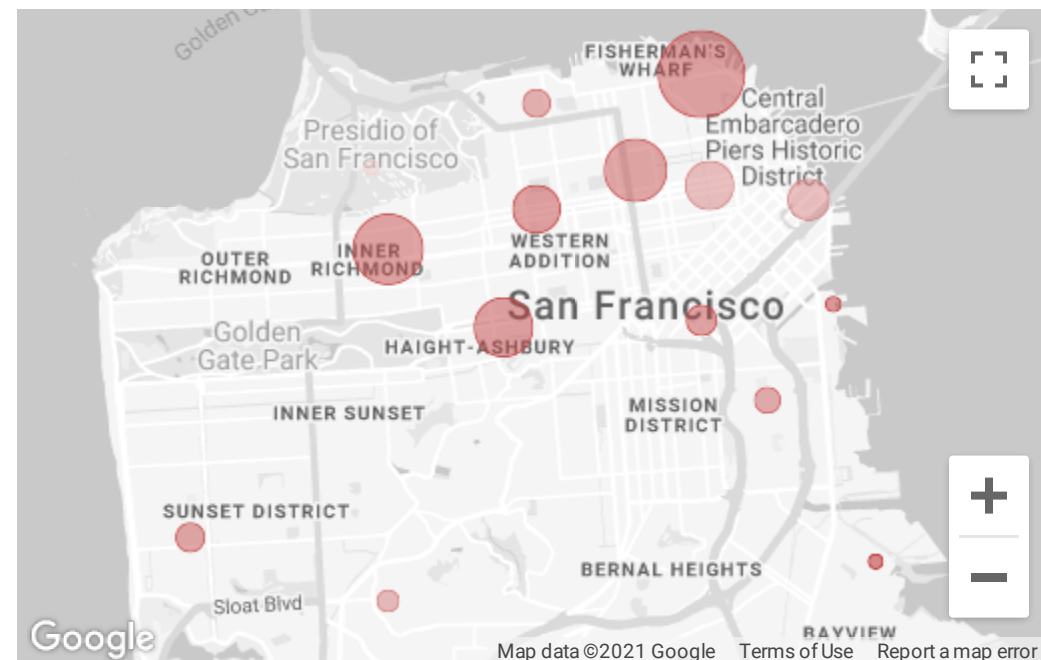 Golden Ga
FISHERMAN'S
WHARF
Central
Embarcadero
Piers Historic
District
Presidio of
San Francisco
WESTERN
ADDITION
OUTER
RICHMOND
INNER
RICHMOND
San Francisco
Golden
Gate Park
HAIGHT-ASHBURY
INNER SUNSET
MISSION
DISTRICT
SUNSET DISTRICT
BERNAL HEIGHTS
Sloat Blvd
BAYVIEW
Google
Map data ©2021 Google Terms of Use Report a map error